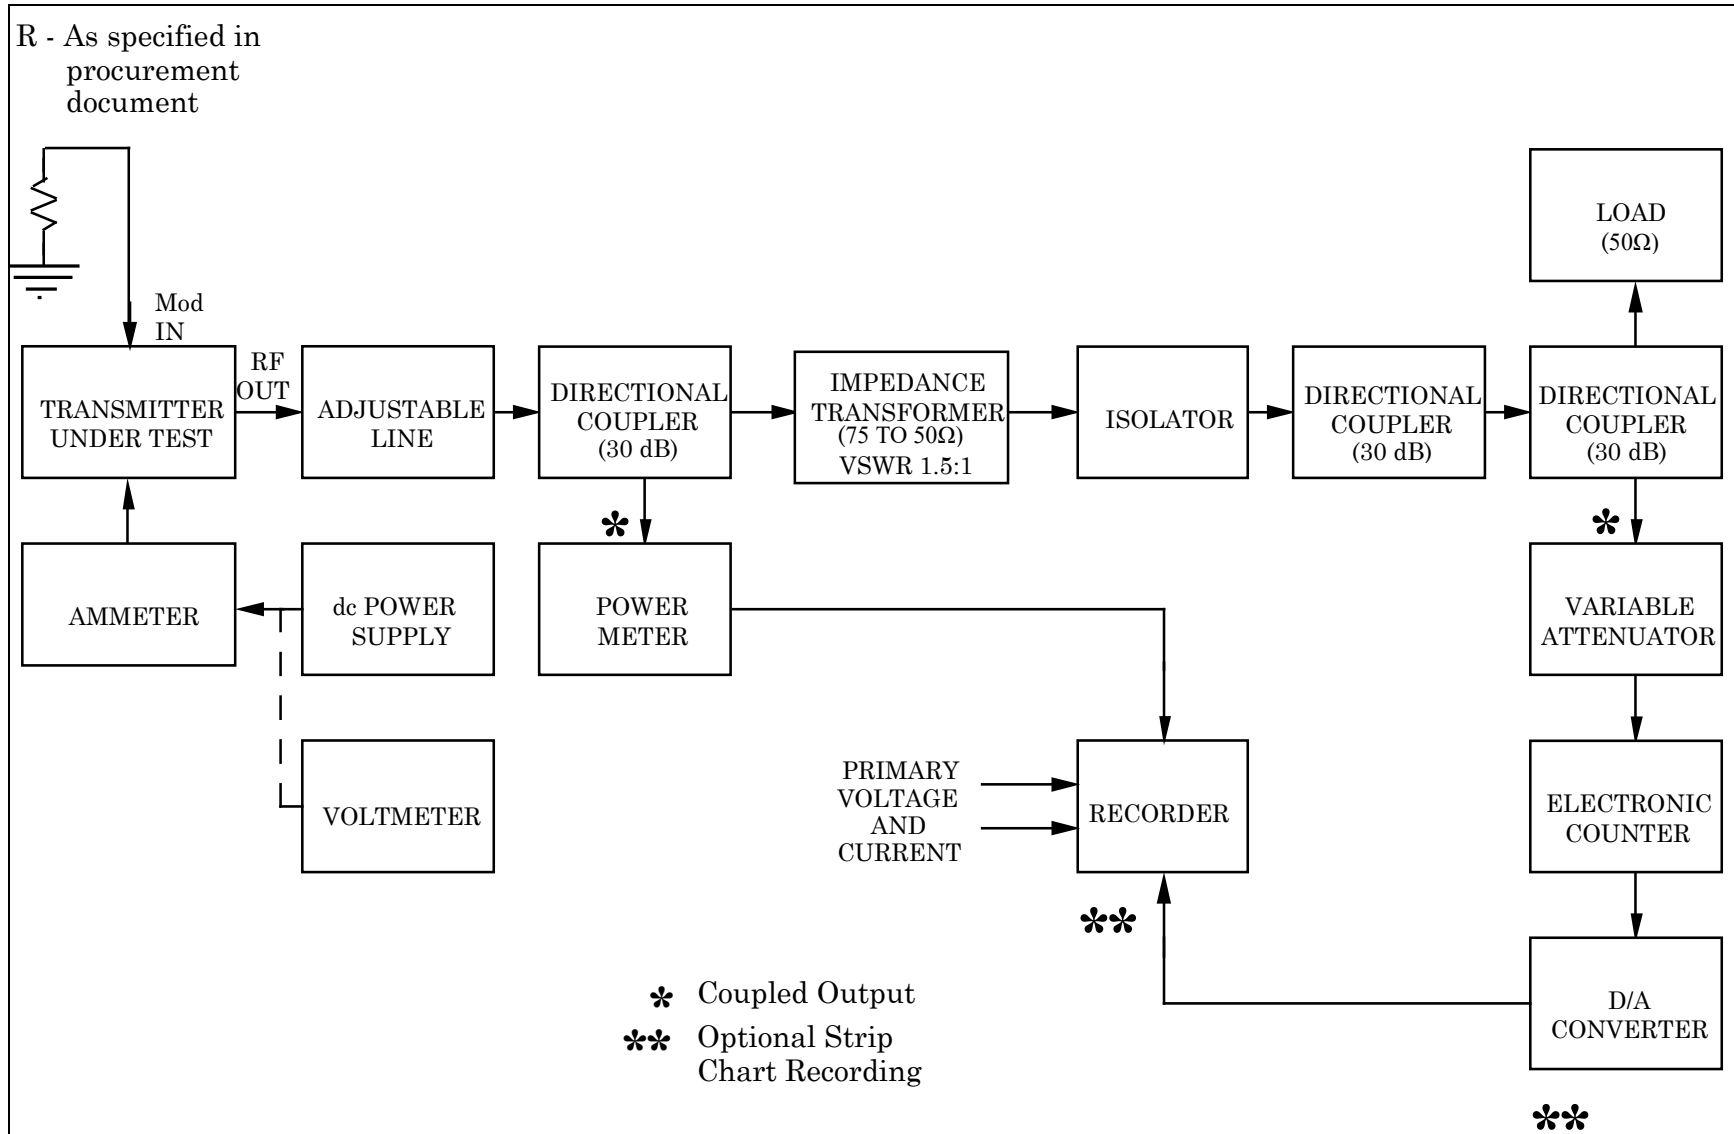 R - As specified in
procurement
document
Mod
IN
RF
OUT
TRANSMITTER
UNDER TEST
ADJUSTABLE
LINE
DIRECTIONAL
COUPLER
(30 dB)
IMPEDANCE
TRANSFORMER
(75 TO 50Ω)
VSWR 1.5:1
ISOLATOR
DIRECTIONAL
COUPLER
(30 dB)
DIRECTIONAL
COUPLER
(30 dB)
LOAD
(50Ω)
*
*
AMMETER
dc POWER
SUPPLY
POWER
METER
VARIABLE
ATTENUATOR
VOLTMETER
PRIMARY
VOLTAGE
AND
CURRENT
RECORDER
ELECTRONIC
COUNTER
**
D/A
CONVERTER
* Coupled Output
** Optional Strip
Chart Recording
**